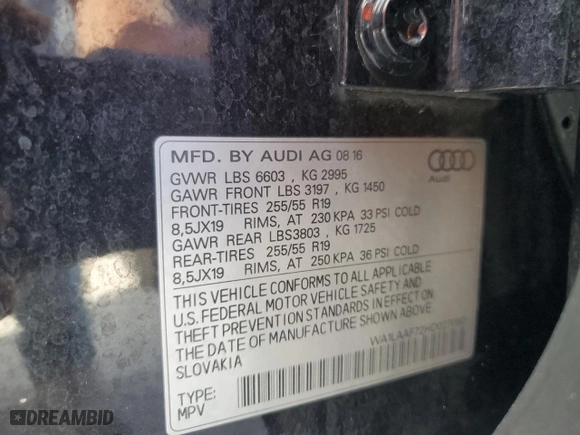 MFD. BY AUDI AG 08 16
Audi
GVWR LBS 6603 , KG 2995
GAWR FRONT LBS 3197 , KG 1450
FRONT-TIRES 255/55 R19
8,5JX19 RIMS, AT 230 KPA 33 PSI COLD
GAWR REAR LBS3803 , KG 1725
REAR-TIRES 255/55 R19
8,5JX19 RIMS, AT 250 KPA 36 PSI COLD
THIS VEHICLE CONFORMS TO ALL APPLICABLE
U.S. FEDERAL MOTOR VEHICLE SAFETY AND
THEFT PREVENTION STANDARDS IN EFFECT ON
THE DATE OF MANUFACTURE SHOWN ABOVE.
SLOVAKIA
TYPE:
MPV
DREAMBID